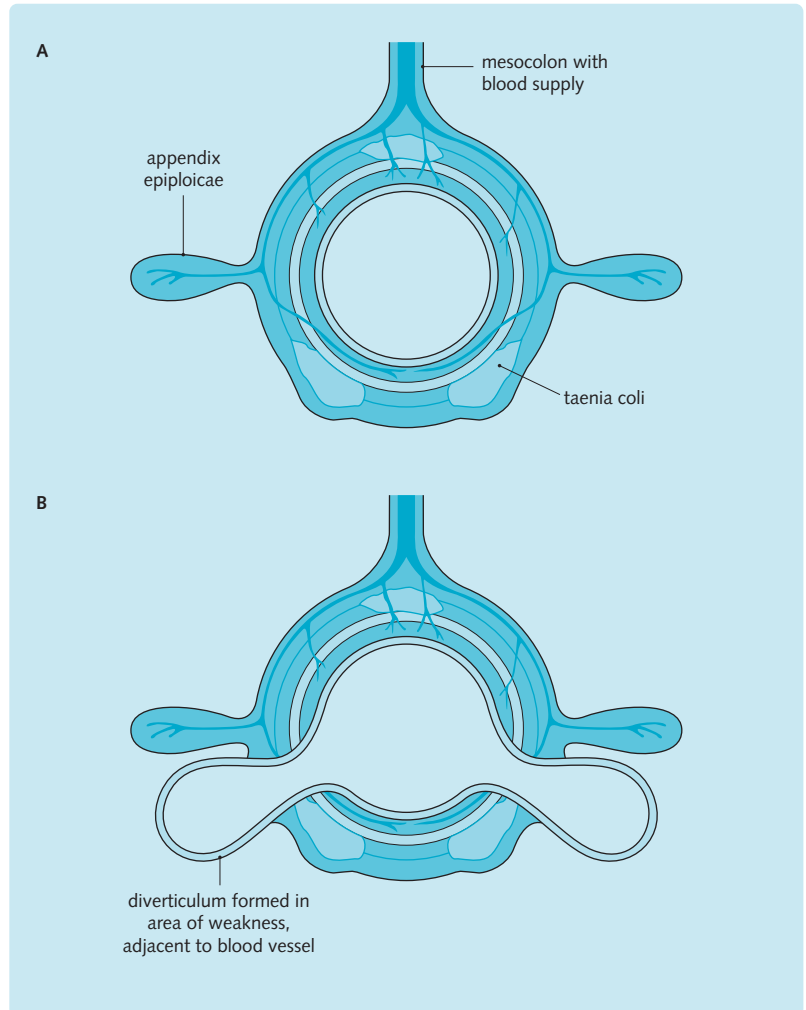 A
mesocolon with
blood supply
appendix
epiploicae
taenia coli
B
diverticulum formed in
area of weakness,
adjacent to blood vessel